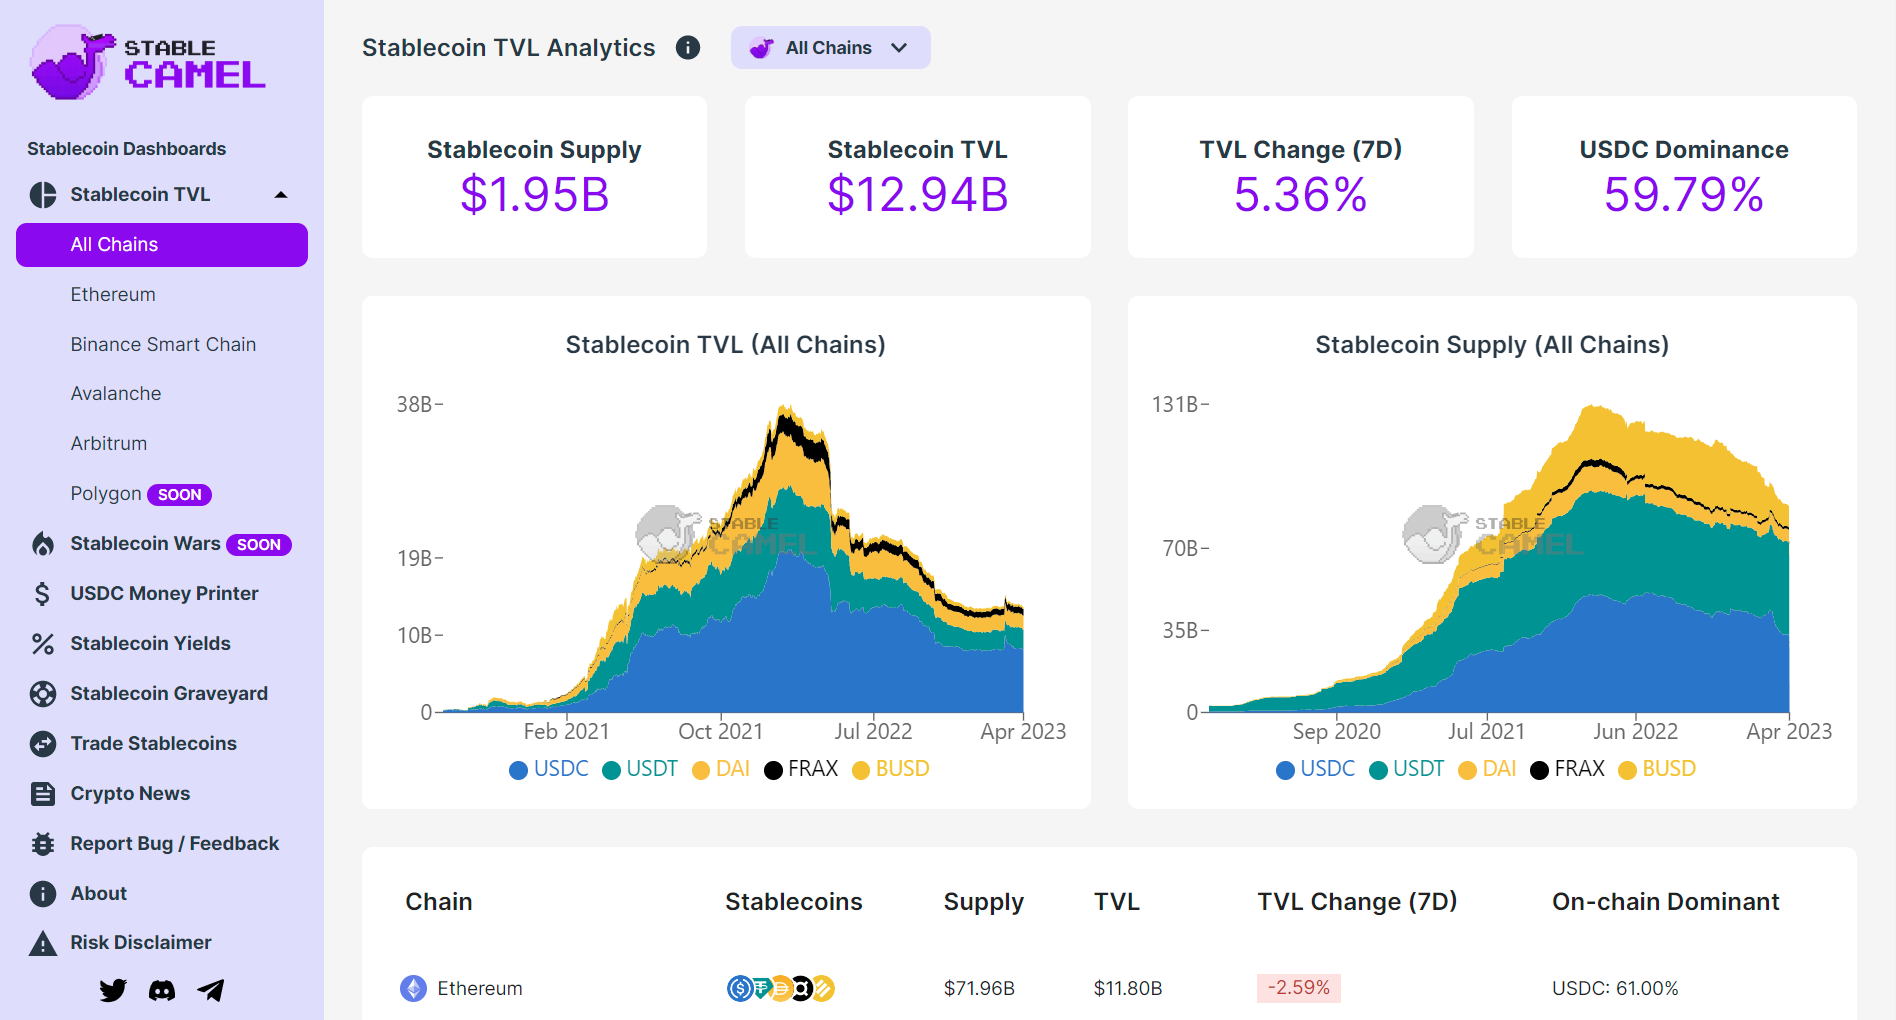 STABLE
CAMEL
Stablecoin Dashboards
Stablecoin TVL
All Chains
Ethereum
Binance Smart Chain
Avalanche
Arbitrum
Polygon SOON
Stablecoin Wars SOON
USDC Money Printer
Stablecoin Yields
Stablecoin Graveyard
Trade Stablecoins
Crypto News
Report Bug / Feedback
About
Risk Disclaimer
Stablecoin TVL Analytics
All Chains
Stablecoin Supply
$1.95B
Stablecoin TVL
$12.94B
TVL Change (7D)
5.36%
USDC Dominance
59.79%
Stablecoin TVL (All Chains)
38B
19B
10B
0
STABLE
CAMEL
Feb 2021 Oct 2021 Jul 2022 Apr 2023
USDC USDT DAI FRAX BUSD
Stablecoin Supply (All Chains)
131B
70B
35B
0
STABLE
CAMEL
Sep 2020 Jul 2021 Jun 2022 Apr 2023
USDC USDT DAI FRAX BUSD
Chain Stablecoins Supply TVL TVL Change (7D) On-chain Dominant
Ethereum $71.96B $11.80B -2.59% USDC: 61.00%